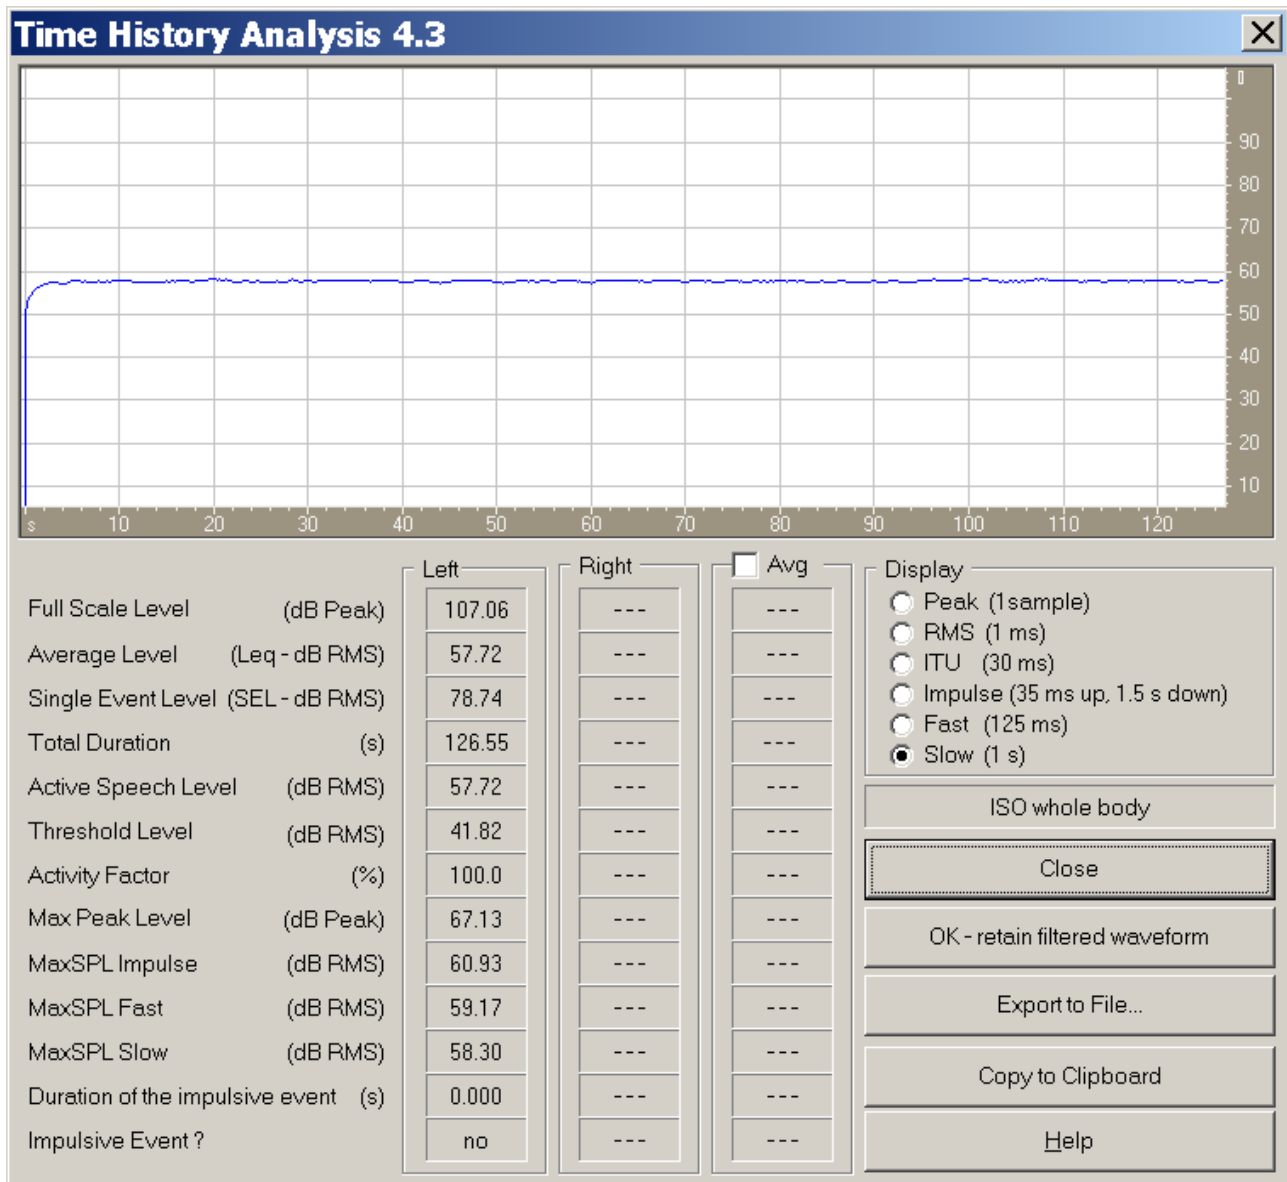 Time History Analysis 4.3
90
80
70
60
50
40
30
20
10
s 10 20 30 40 50 60 70 80 90 100 110 120
Left Right Avg Display
Full Scale Level (dB Peak) 107.06 --- --- Peak (1sample)
RMS (1 ms)
Average Level (Leq - dB RMS) 57.72 --- --- ITU (30 ms)
Single Event Level (SEL - dB RMS) 78.74 --- --- Impulse (35 ms up, 1.5 s down)
Fast (125 ms)
Total Duration (s) 126.55 --- --- Slow (1 s)
Active Speech Level (dB RMS) 57.72 --- ---
ISO whole body
Threshold Level (dB RMS) 41.82 --- ---
Activity Factor (%) 100.0 --- --- Close
Max Peak Level (dB Peak) 67.13 --- --- OK - retain filtered waveform
MaxSPL Impulse (dB RMS) 60.93 --- ---
MaxSPL Fast (dB RMS) 59.17 --- --- Export to File...
MaxSPL Slow (dB RMS) 58.30 --- --- Copy to Clipboard
Duration of the impulsive event (s) 0.000 --- ---
Impulsive Event ? no --- --- Help